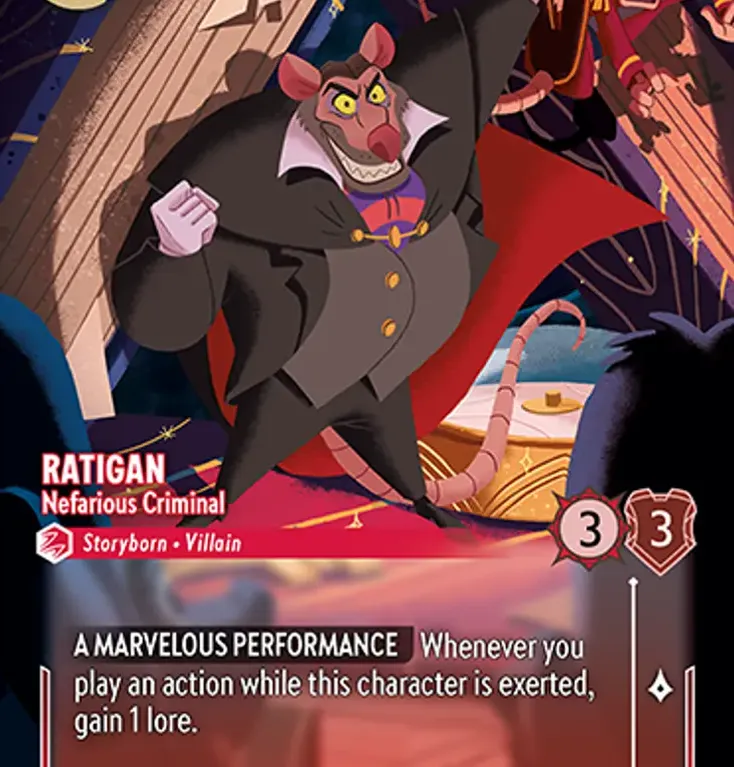 RATIGAN
Nefarious Criminal
Storyborn • Villain
3 3
A MARVELOUS PERFORMANCE Whenever you
play an action while this character is exerted,
gain 1 lore.